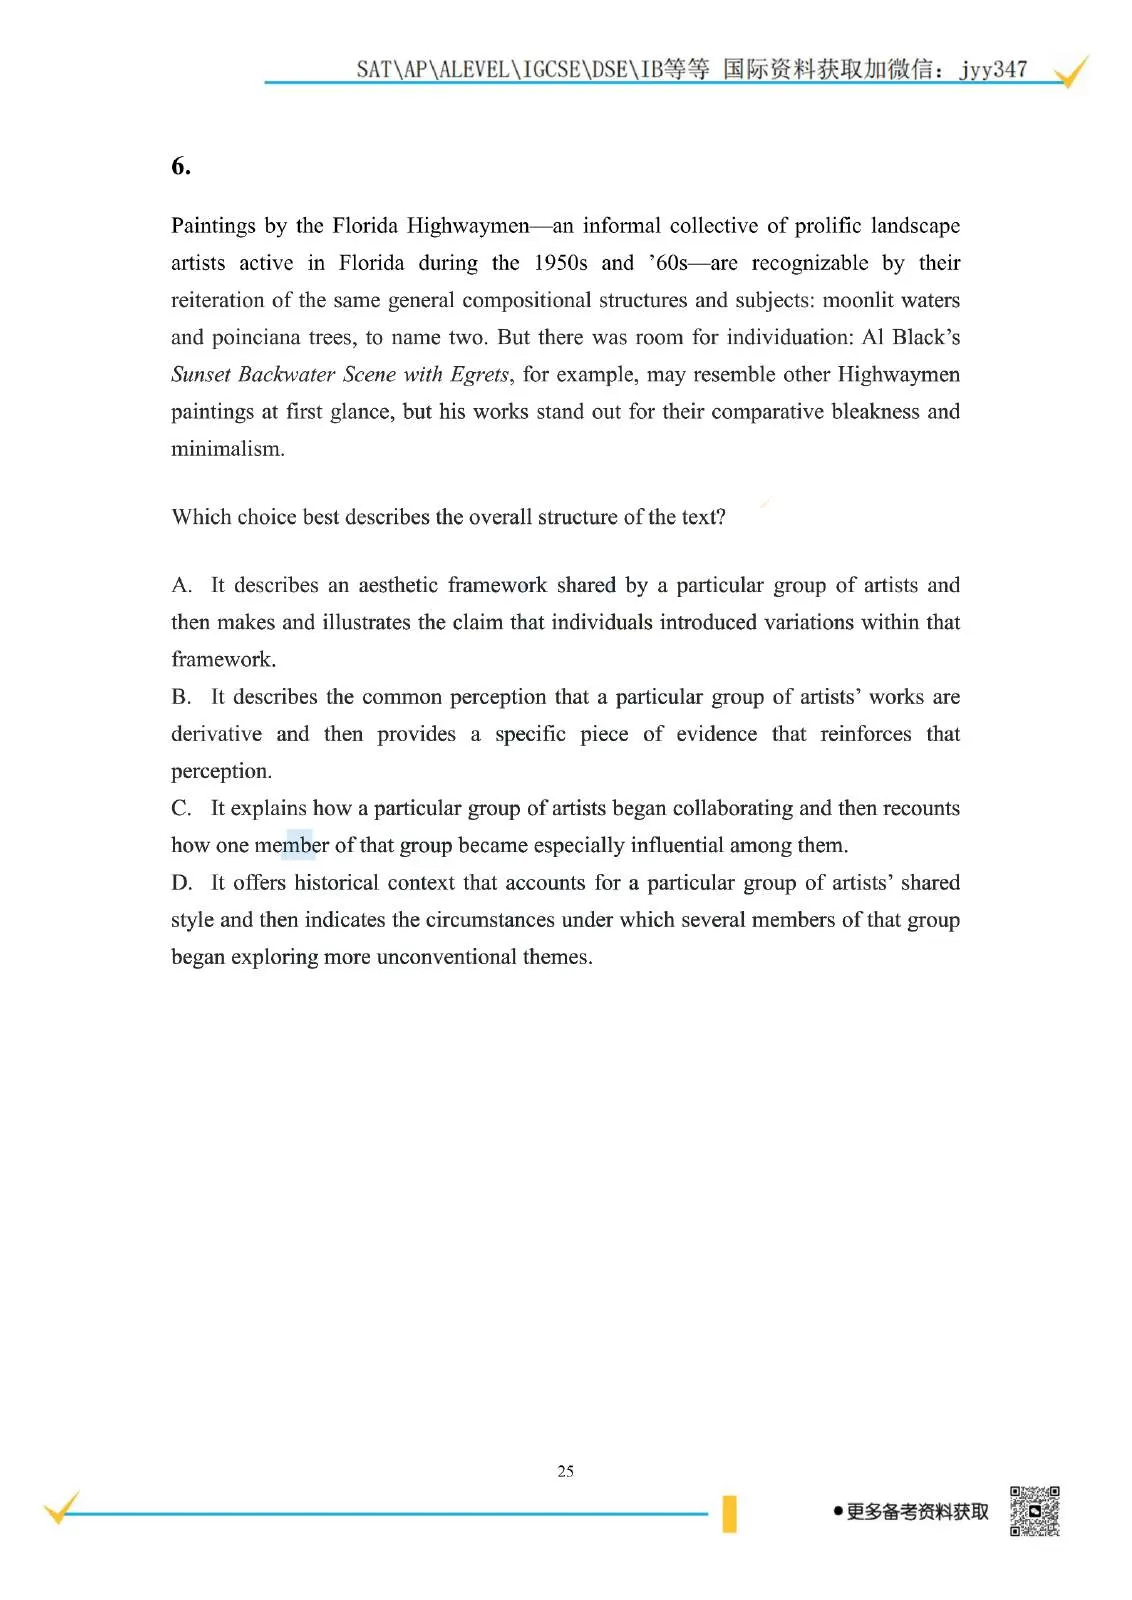 SAT\AP\ALEVEL\IGCSE\DSE\IB等等 国际资料获取加微信：jyy347
6.
Paintings by the Florida Highwaymen—an informal collective of prolific landscape
artists active in Florida during the 1950s and ’60s—are recognizable by their
reiteration of the same general compositional structures and subjects: moonlit waters
and poinciana trees, to name two. But there was room for individuation: Al Black’s
Sunset Backwater Scene with Egrets, for example, may resemble other Highwaymen
paintings at first glance, but his works stand out for their comparative bleakness and
minimalism.
Which choice best describes the overall structure of the text?
A. It describes an aesthetic framework shared by a particular group of artists and
then makes and illustrates the claim that individuals introduced variations within that
framework.
B. It describes the common perception that a particular group of artists’ works are
derivative and then provides a specific piece of evidence that reinforces that
perception.
C. It explains how a particular group of artists began collaborating and then recounts
how one member of that group became especially influential among them.
D. It offers historical context that accounts for a particular group of artists’ shared
style and then indicates the circumstances under which several members of that group
began exploring more unconventional themes.
25
●更多备考资料获取